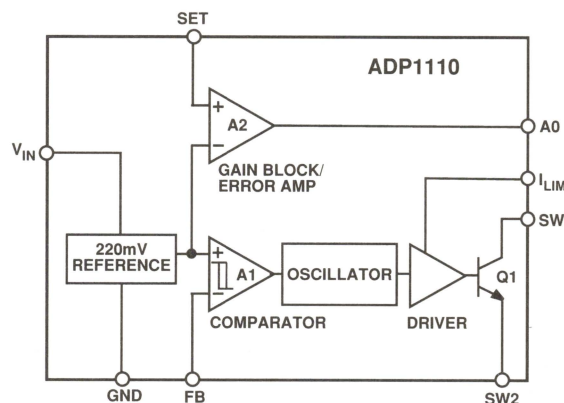 SET
ADP1110
+
A2
−
A0
VIN
GAIN BLOCK/
ERROR AMP
ILIM
SW
220mV
REFERENCE
+
A1
−
OSCILLATOR
Q1
COMPARATOR
DRIVER
GND
FB
SW2